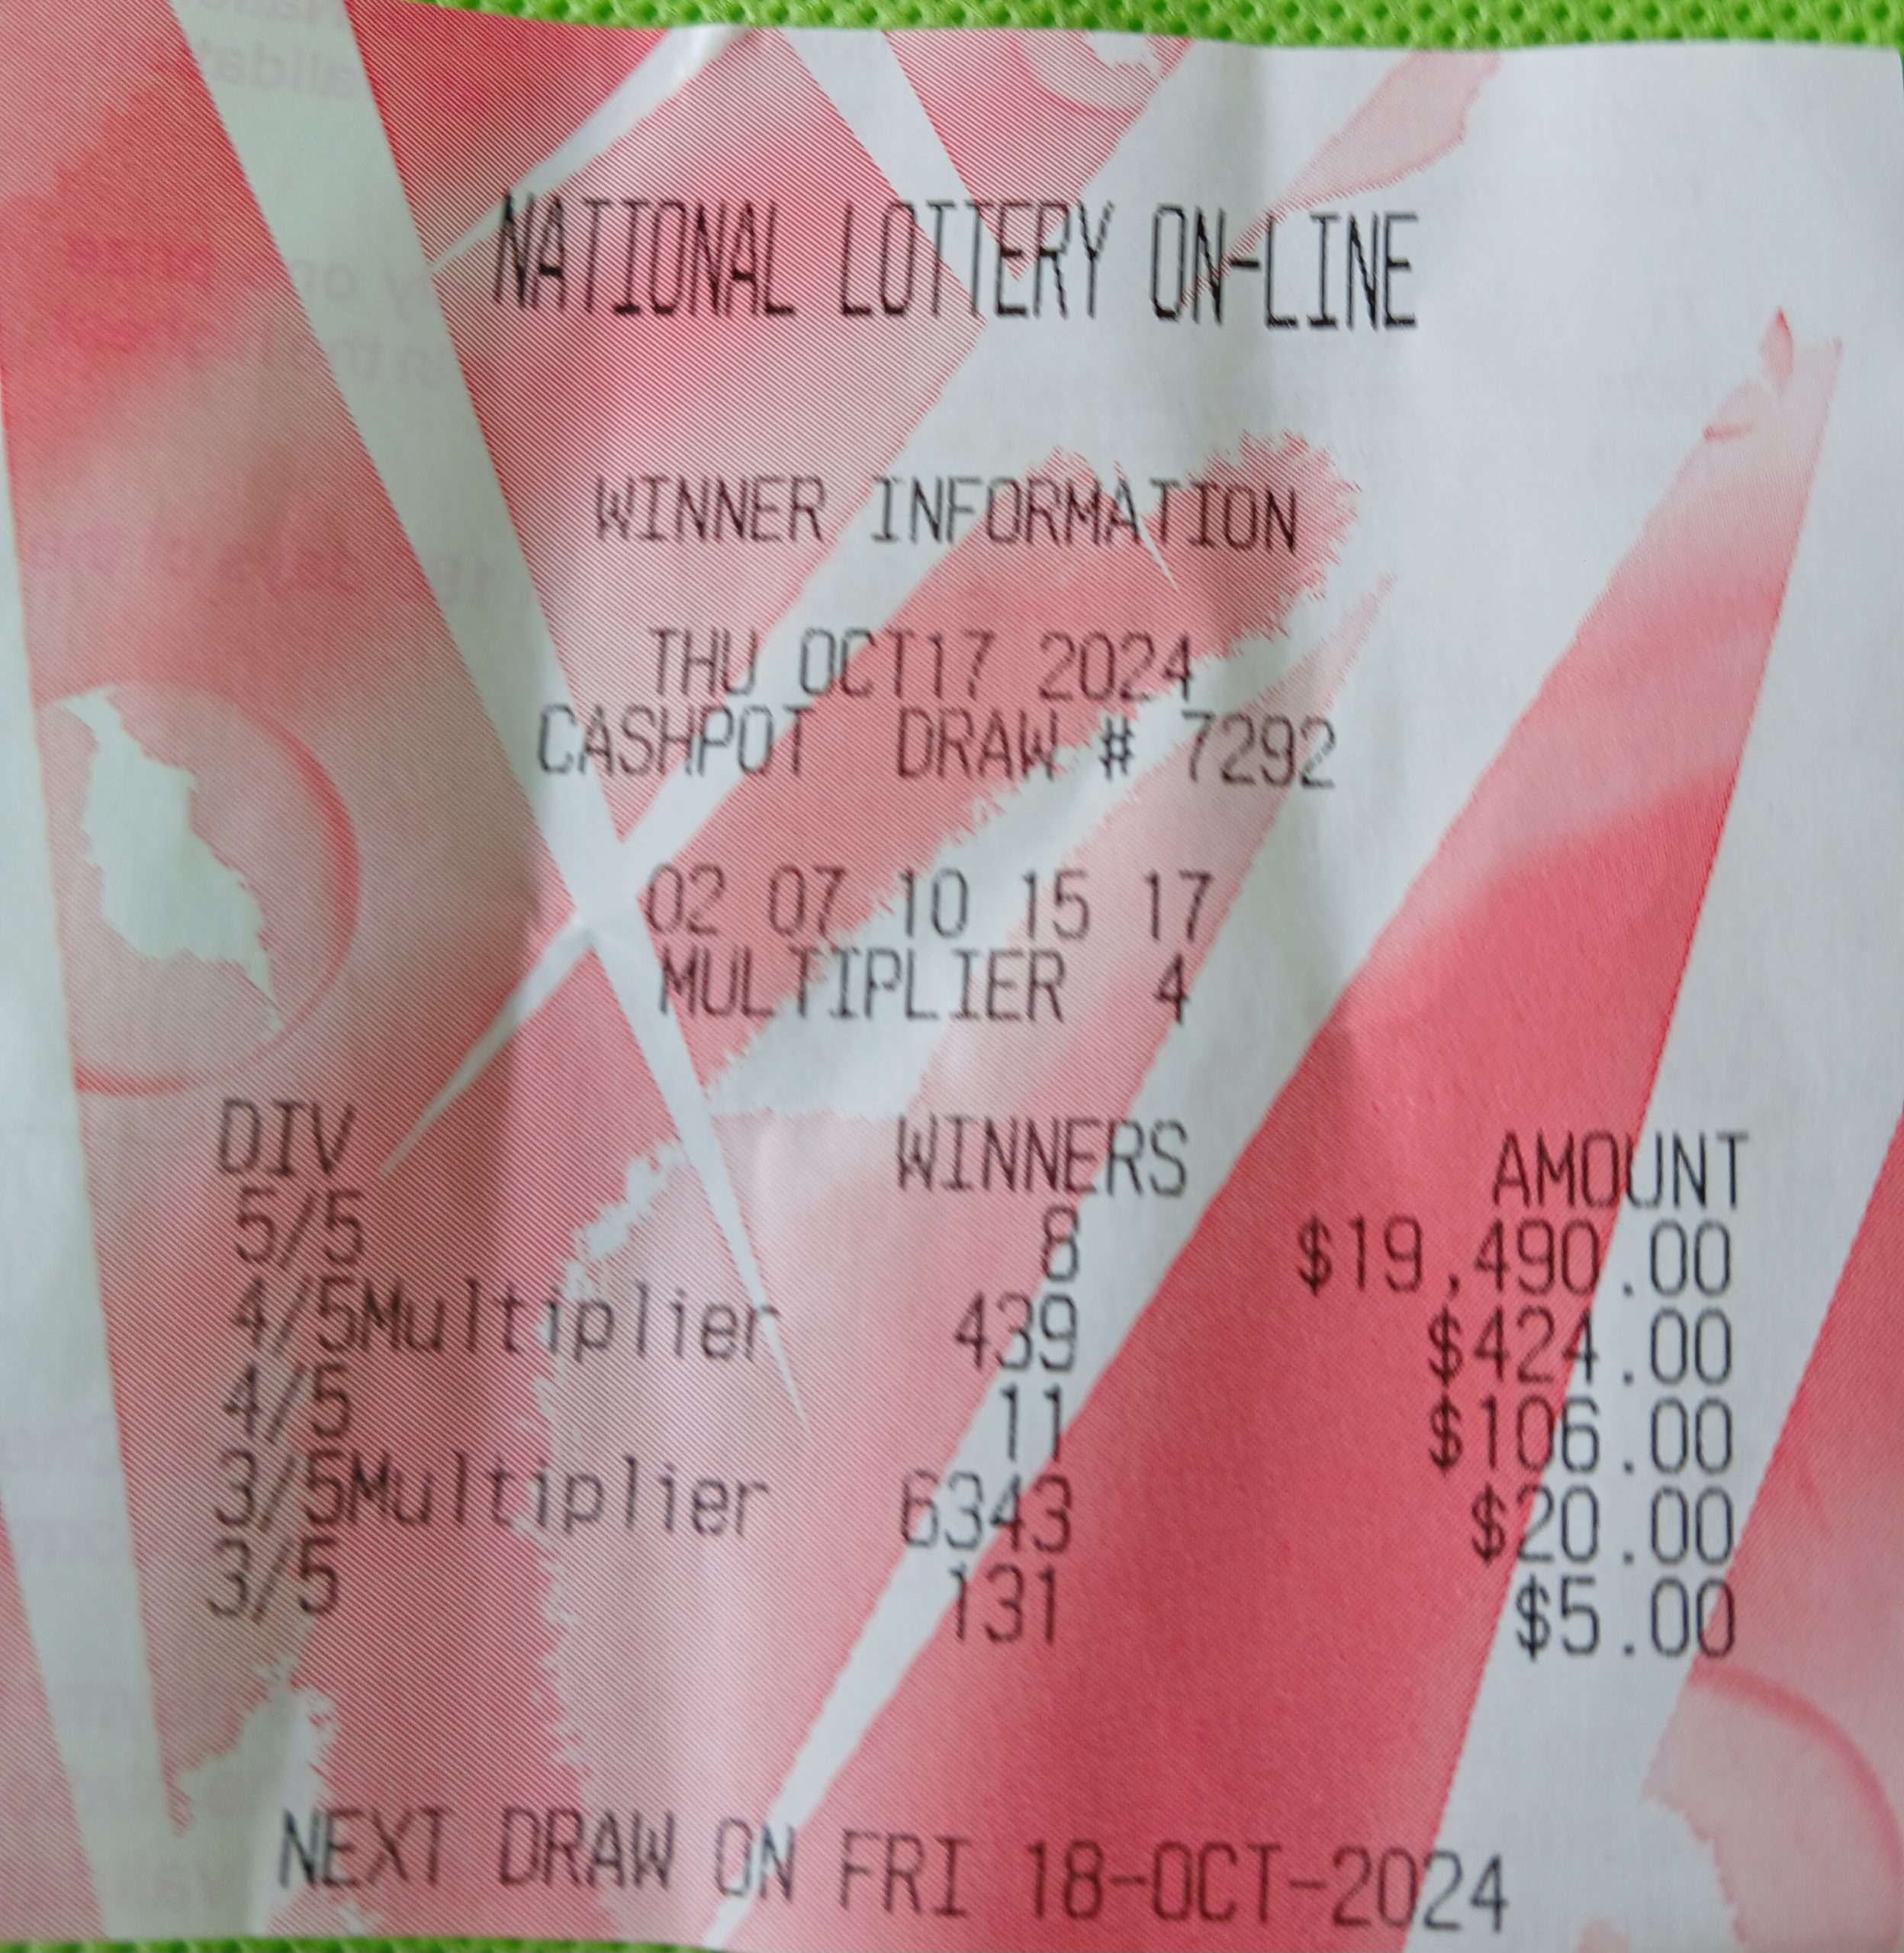 NATIONAL LOTTERY ON-LINE
WINNER INFORMATION
THU OCT17 2024
CASHPOT DRAW # 7292
02 07 10 15 17
MULTIPLIER 4
DIV WINNERS AMOUNT
5/5 8 $19,490.00
4/5Multiplier 439 $424.00
4/5 11 $106.00
3/5Multiplier 6343 $20.00
3/5 131 $5.00
NEXT DRAW ON FRI 18-OCT-2024